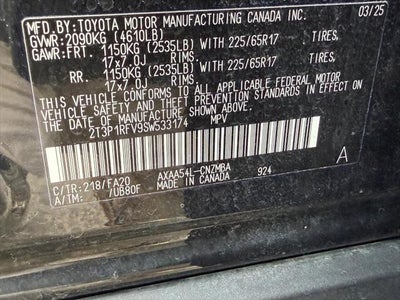 MFD. BY: TOYOTA MOTOR MANUFACTURING CANADA INC. 03/25
GVWR: 2090KG (4610LB)
GAWR: FRT 1150KG (2535LB) WITH 225/65R17 TIRES,
17x7.0J RIMS,
RR. 1150KG (2535LB) WITH 225/65R17 TIRES,
17x7.0J RIMS,
THIS VEHICLE CONFORMS TO ALL APPLICABLE FEDERAL MOTOR
VEHICLE SAFETY AND THEFT PREVENTION STANDARDS IN EFFECT ON
THE DATE OF MANUFACTURE SHOWN ABOVE.
2T3P1RFV9SW533174 MPV
A
C/TR: 218/FA20 AXAA54L-CNZMBA 924
A/TM: /UB80F MADE IN CANADA